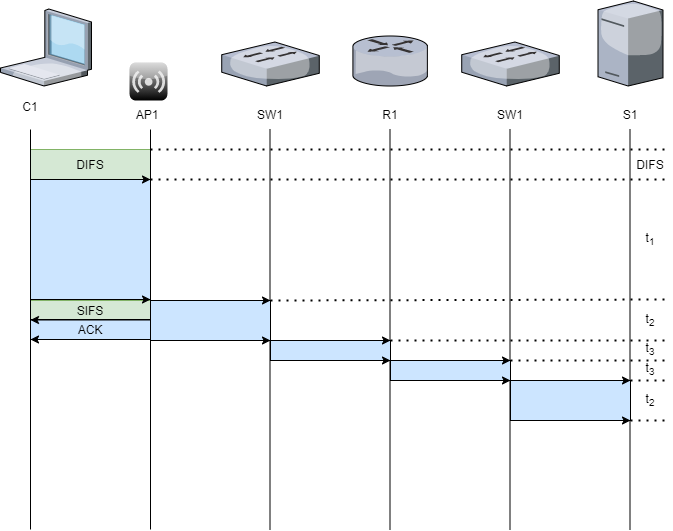 C1
AP1
SW1
R1
SW1
S1
DIFS
DIFS
t1
SIFS
t2
ACK
t3
t3
t2